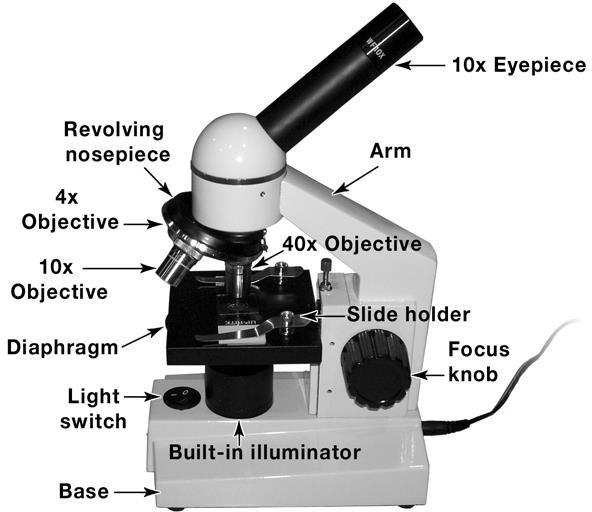 WF10X
10x Eyepiece
Revolving
nosepiece
Arm
4x
Objective
40x Objective
10x
Objective
Slide holder
Diaphragm
Focus
knob
Light
switch
Built-in illuminator
Base